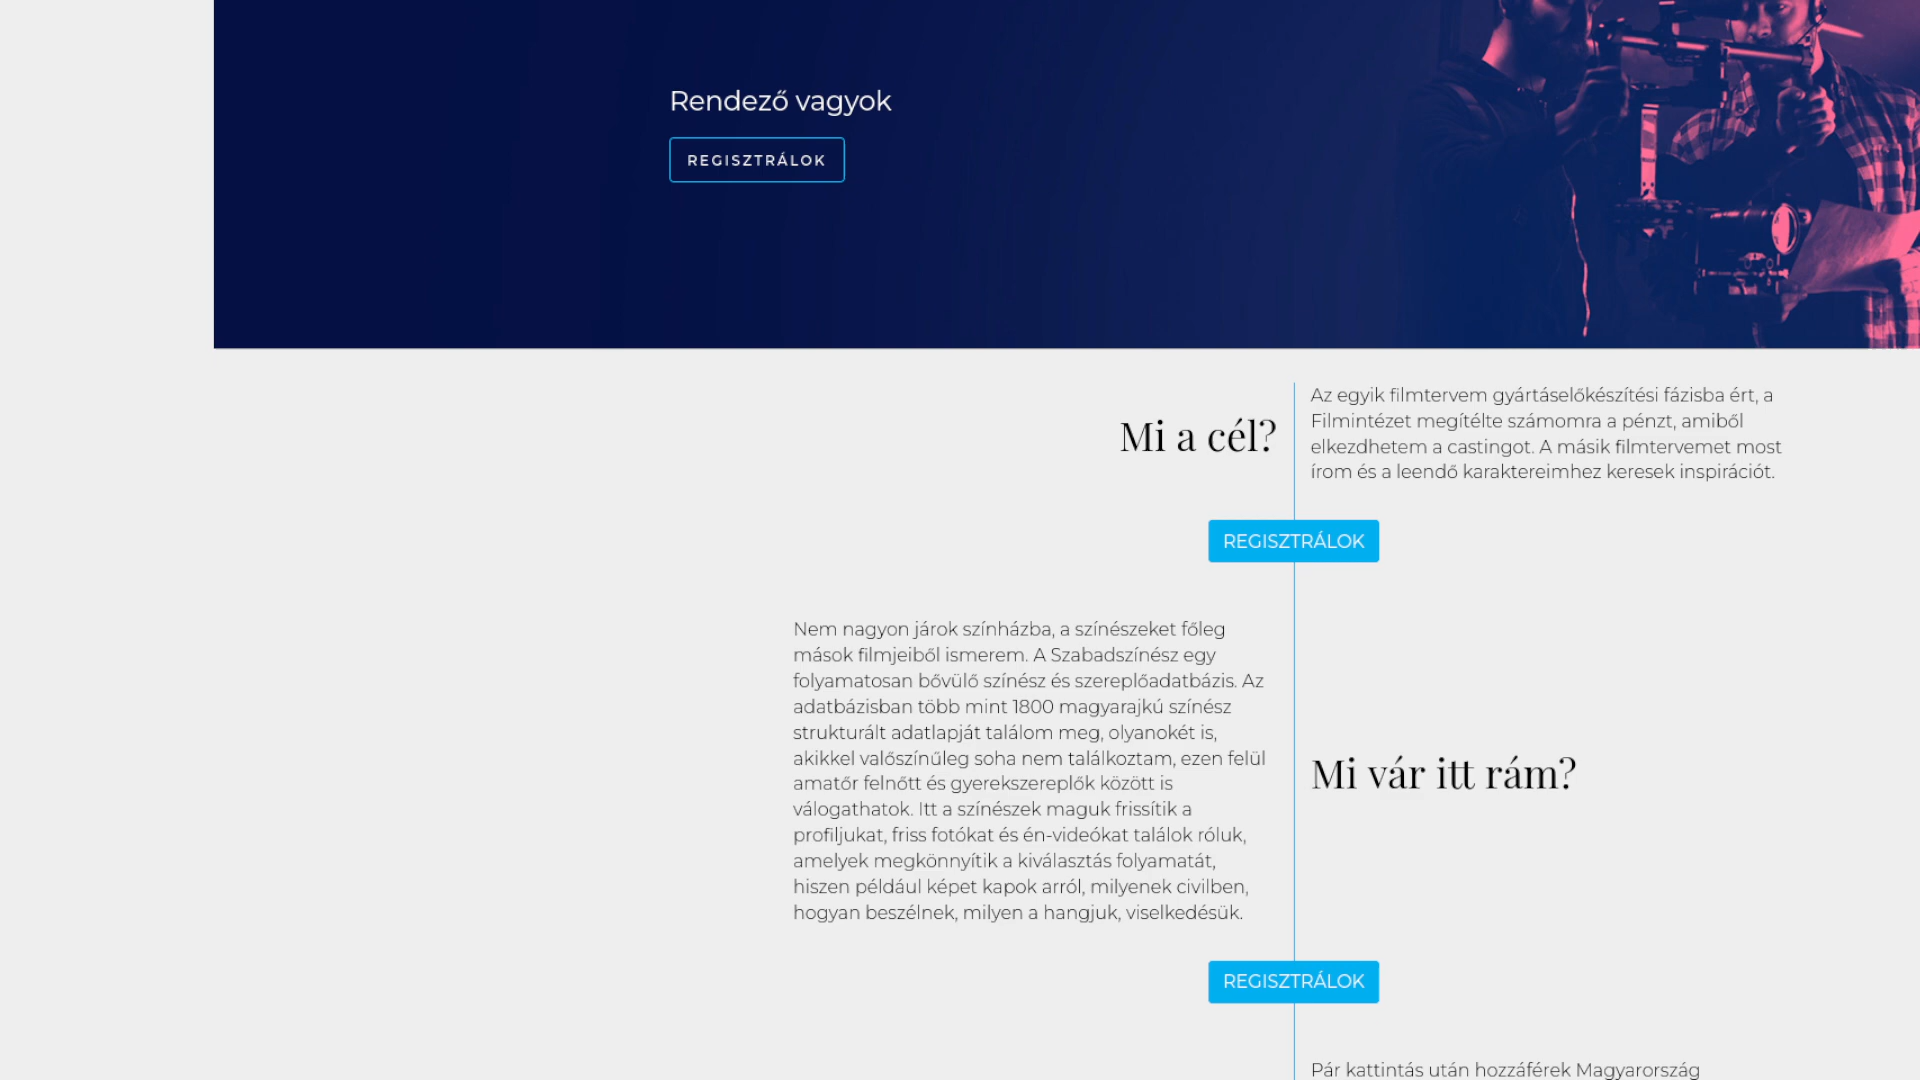 Rendező vagyok
REGISZTRÁLOK
Mi a cél?
Az egyik filmtervem gyártáselőkészítési fázisba ért, a
Filmintézet megítélte számomra a pénzt, amiből
elkezdhetem a castingot. A másik filmtervemet most
írom és a leendő karaktereimhez keresek inspirációt.
REGISZTRÁLOK
Nem nagyon járok színházba, a színészeket főleg
mások filmjeiből ismerem. A Szabadszínész egy
folyamatosan bővülő színész és szereplőadatbázis. Az
adatbázisban több mint 1800 magyarajkú színész
strukturált adatlapját találom meg, olyanokét is,
akikkel valőszínűleg soha nem találkoztam, ezen felül
amatőr felnőtt és gyerekszereplők között is
válogathatok. Itt a színészek maguk frissítik a
profiljukat, friss fotókat és én-videókat találok róluk,
amelyek megkönnyítik a kiválasztás folyamatát,
hiszen például képet kapok arról, milyenek civilben,
hogyan beszélnek, milyen a hangjuk, viselkedésük.
Mi vár itt rám?
REGISZTRÁLOK
Pár kattintás után hozzáférek Magyarország